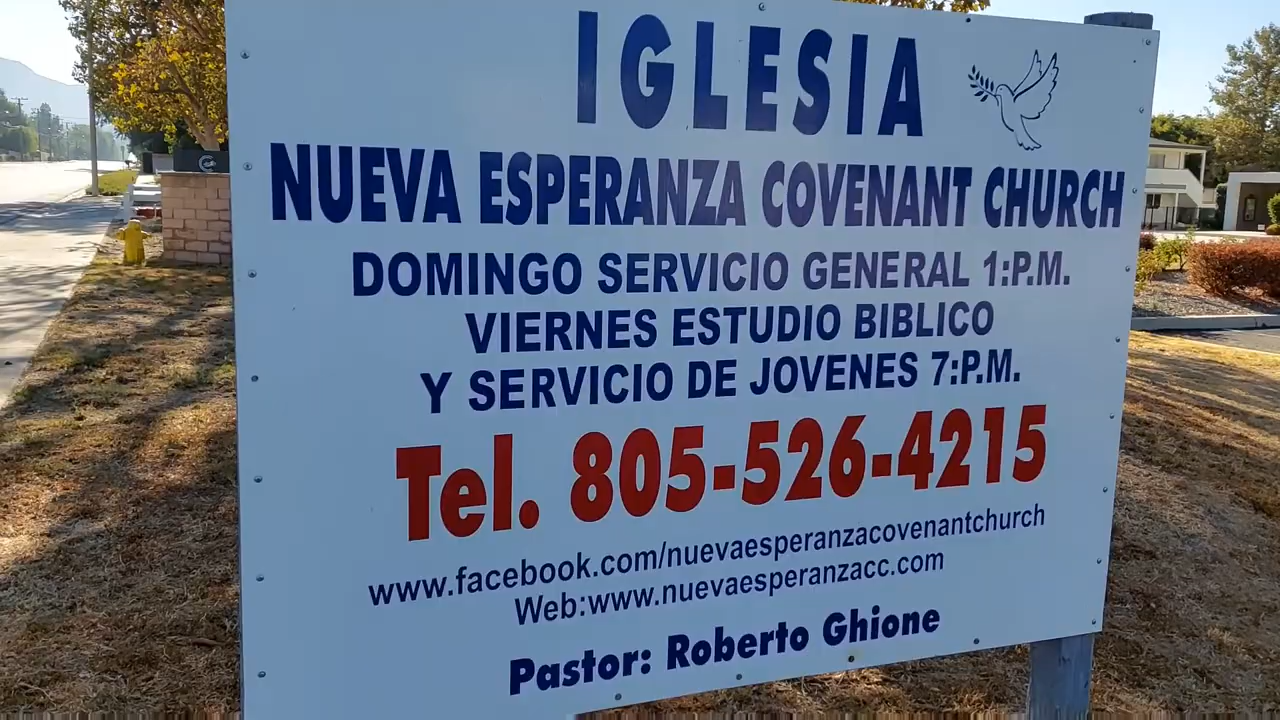 IGLESIA
NUEVA ESPERANZA COVENANT CHURCH
DOMINGO SERVICIO GENERAL 1:P.M.
VIERNES ESTUDIO BIBLICO
Y SERVICIO DE JOVENES 7:P.M.
Tel. 805-526-4215
www.facebook.com/nuevaesperanzacovenantchurch
Web:www.nuevaesperanzacc.com
Pastor: Roberto Ghione